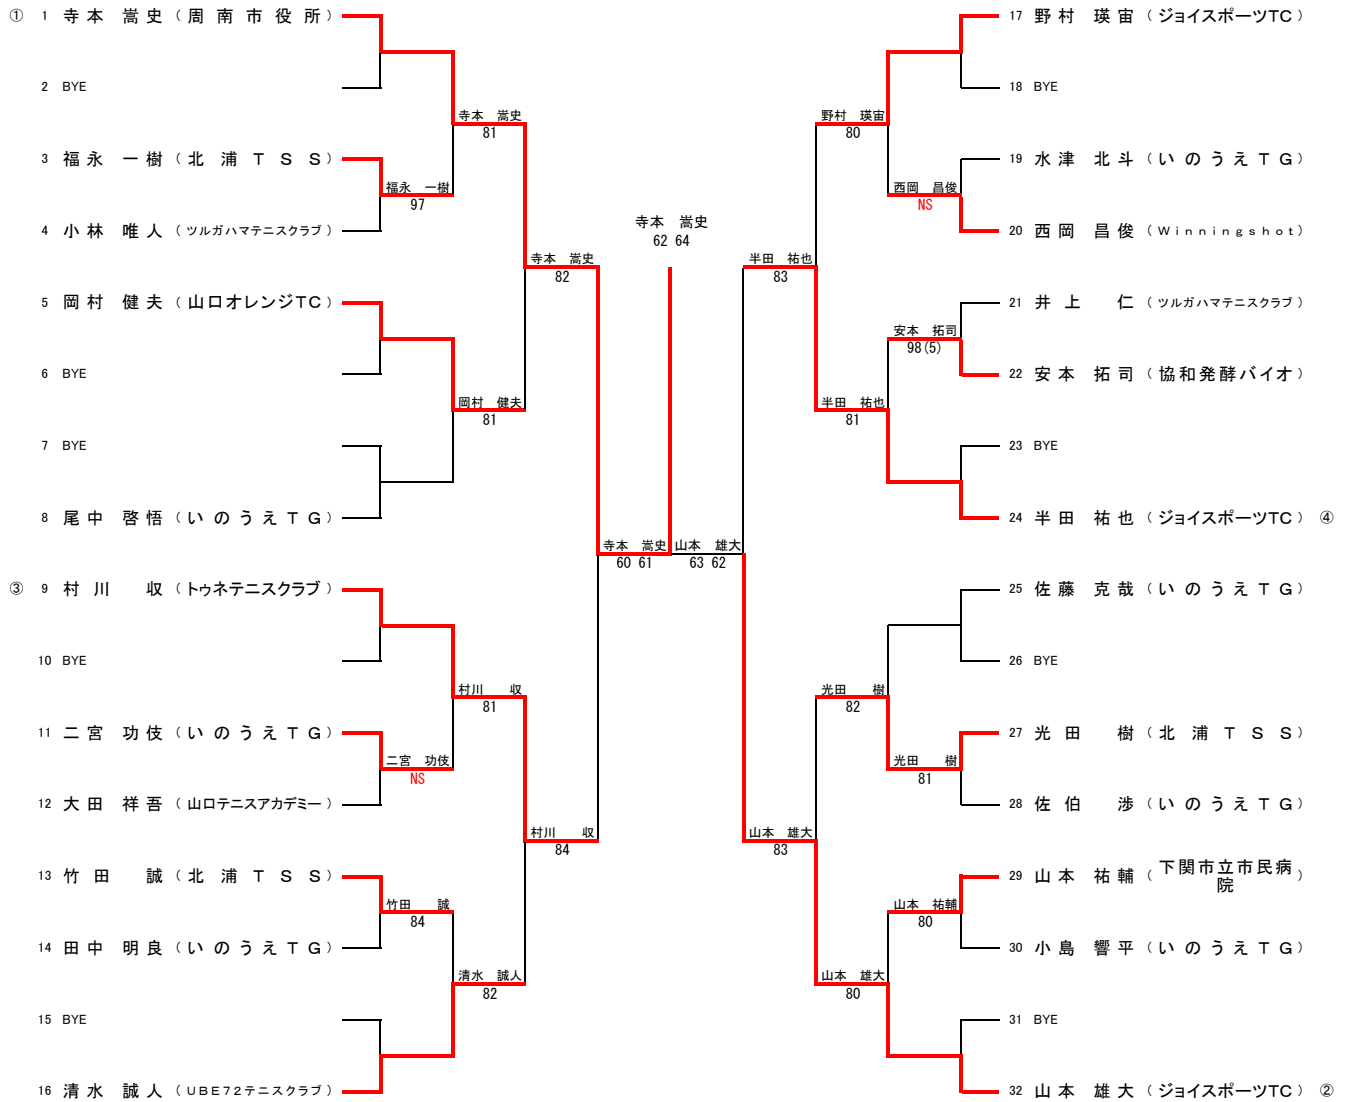 ① 1 寺本 嵩史（周南市役所）
2 BYE
3 福永 一樹（北浦ＴＳＳ）
4 小林 唯人（ツルガハマテニスクラブ）
5 岡村 健夫（山口オレンジTC）
6 BYE
7 BYE
8 尾中 啓悟（いのうえＴＧ）
③ 9 村川 収（トゥネテニスクラブ）
10 BYE
11 二宮 功伎（いのうえＴＧ）
12 大田 祥吾（山口テニスアカデミー）
13 竹田 誠（北浦ＴＳＳ）
14 田中 明良（いのうえＴＧ）
15 BYE
16 清水 誠人（UBE72テニスクラブ）
福永 一樹
97
二宮 功伎
NS
竹田 誠
84
寺本 嵩史
81
岡村 健夫
81
村川 収
81
清水 誠人
82
寺本 嵩史
82
村川 収
84
寺本 嵩史
60 61
寺本 嵩史
62 64
山本 雄大
63 62
半田 祐也
83
山本 雄大
83
野村 瑛宙
80
半田 祐也
81
光田 樹
82
山本 雄大
80
西岡 昌俊
NS
安本 拓司
98(5)
光田 樹
81
山本 祐輔
80
17 野村 瑛宙（ジョイスポーツTC）
18 BYE
19 水津 北斗（いのうえＴＧ）
20 西岡 昌俊（Winningshot）
21 井上 仁（ツルガハマテニスクラブ）
22 安本 拓司（協和発酵バイオ）
23 BYE
24 半田 祐也（ジョイスポーツTC）④
25 佐藤 克哉（いのうえＴＧ）
26 BYE
27 光田 樹（北浦ＴＳＳ）
28 佐伯 渉（いのうえＴＧ）
29 山本 祐輔（下関市立市民病
院）
30 小島 響平（いのうえＴＧ）
31 BYE
32 山本 雄大（ジョイスポーツTC）②